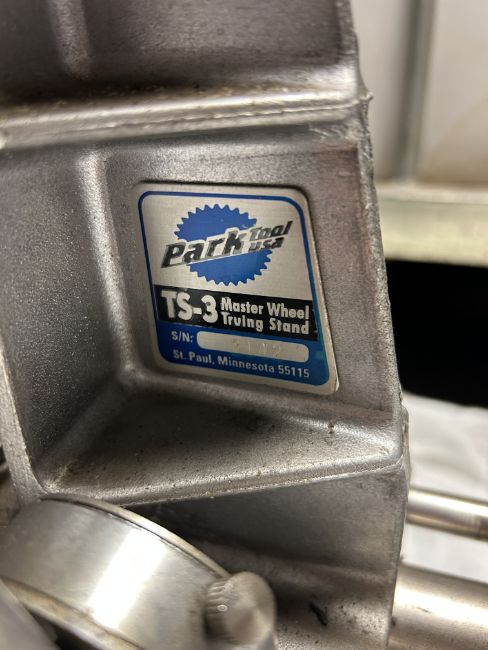 Park Tool
USA
TS-3 Master Wheel
Truing Stand
S/N:
St. Paul, Minnesota 55115